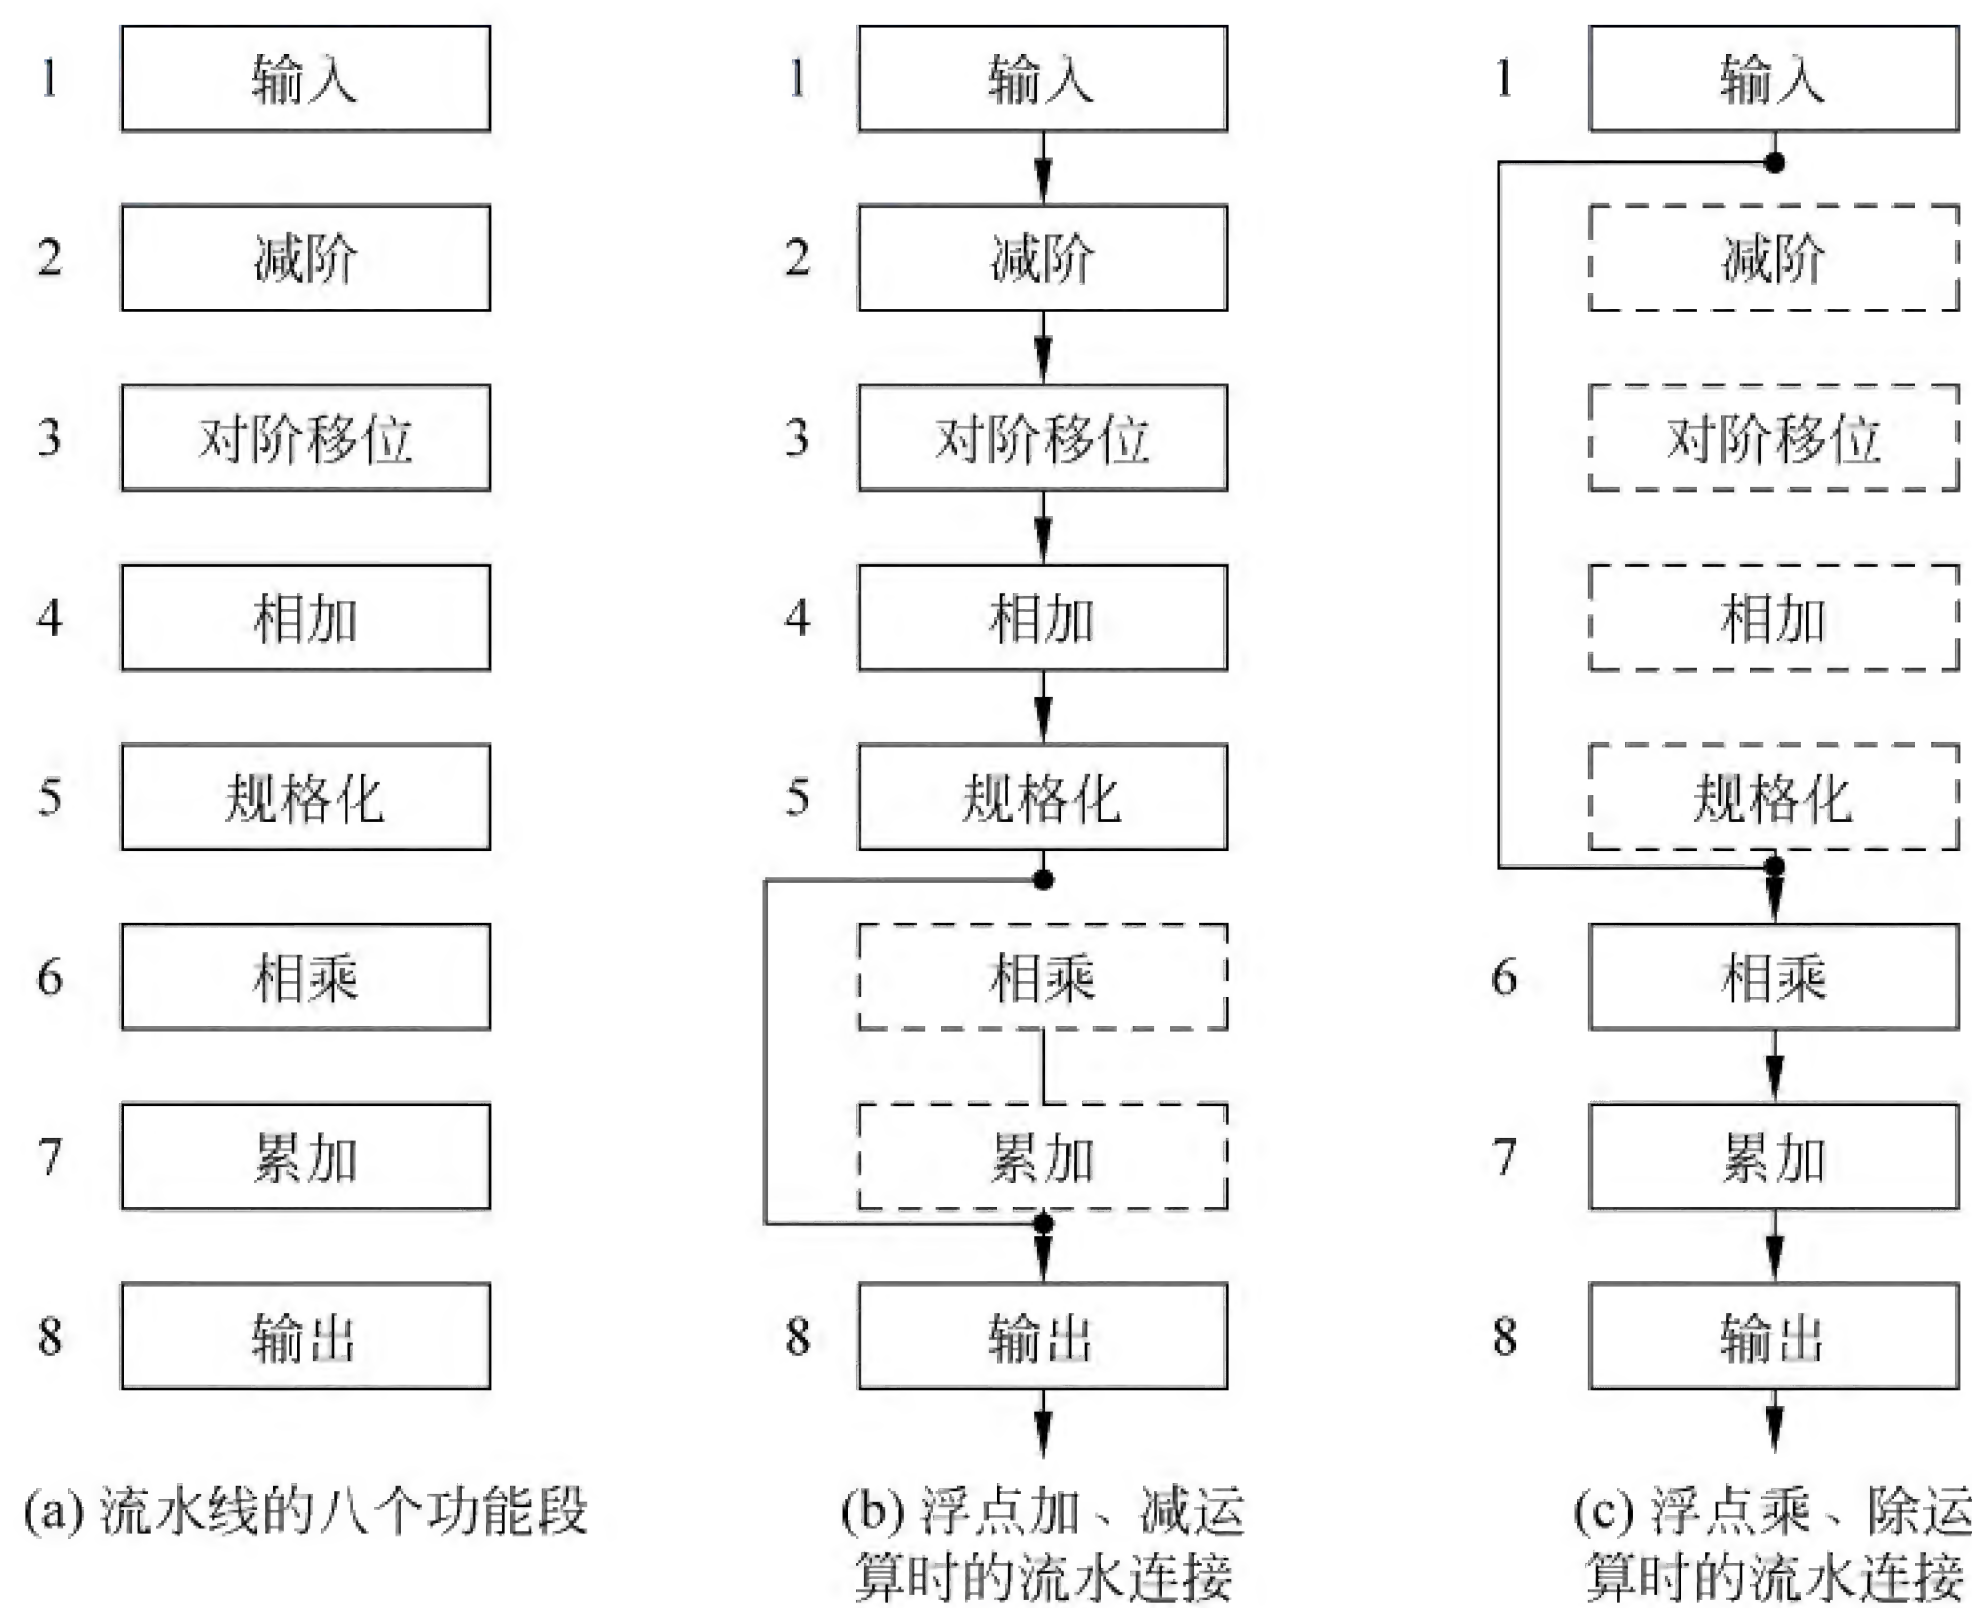 1 输入
2 减阶
3 对阶移位
4 相加
5 规格化
6 相乘
7 累加
8 输出
(a) 流水线的八个功能段
1 输入
2 减阶
3 对阶移位
4 相加
5 规格化
相乘
累加
8 输出
(b) 浮点加、减运
算时的流水连接
1 输入
减阶
对阶移位
相加
规格化
6 相乘
7 累加
8 输出
(c) 浮点乘、除运
算时的流水连接